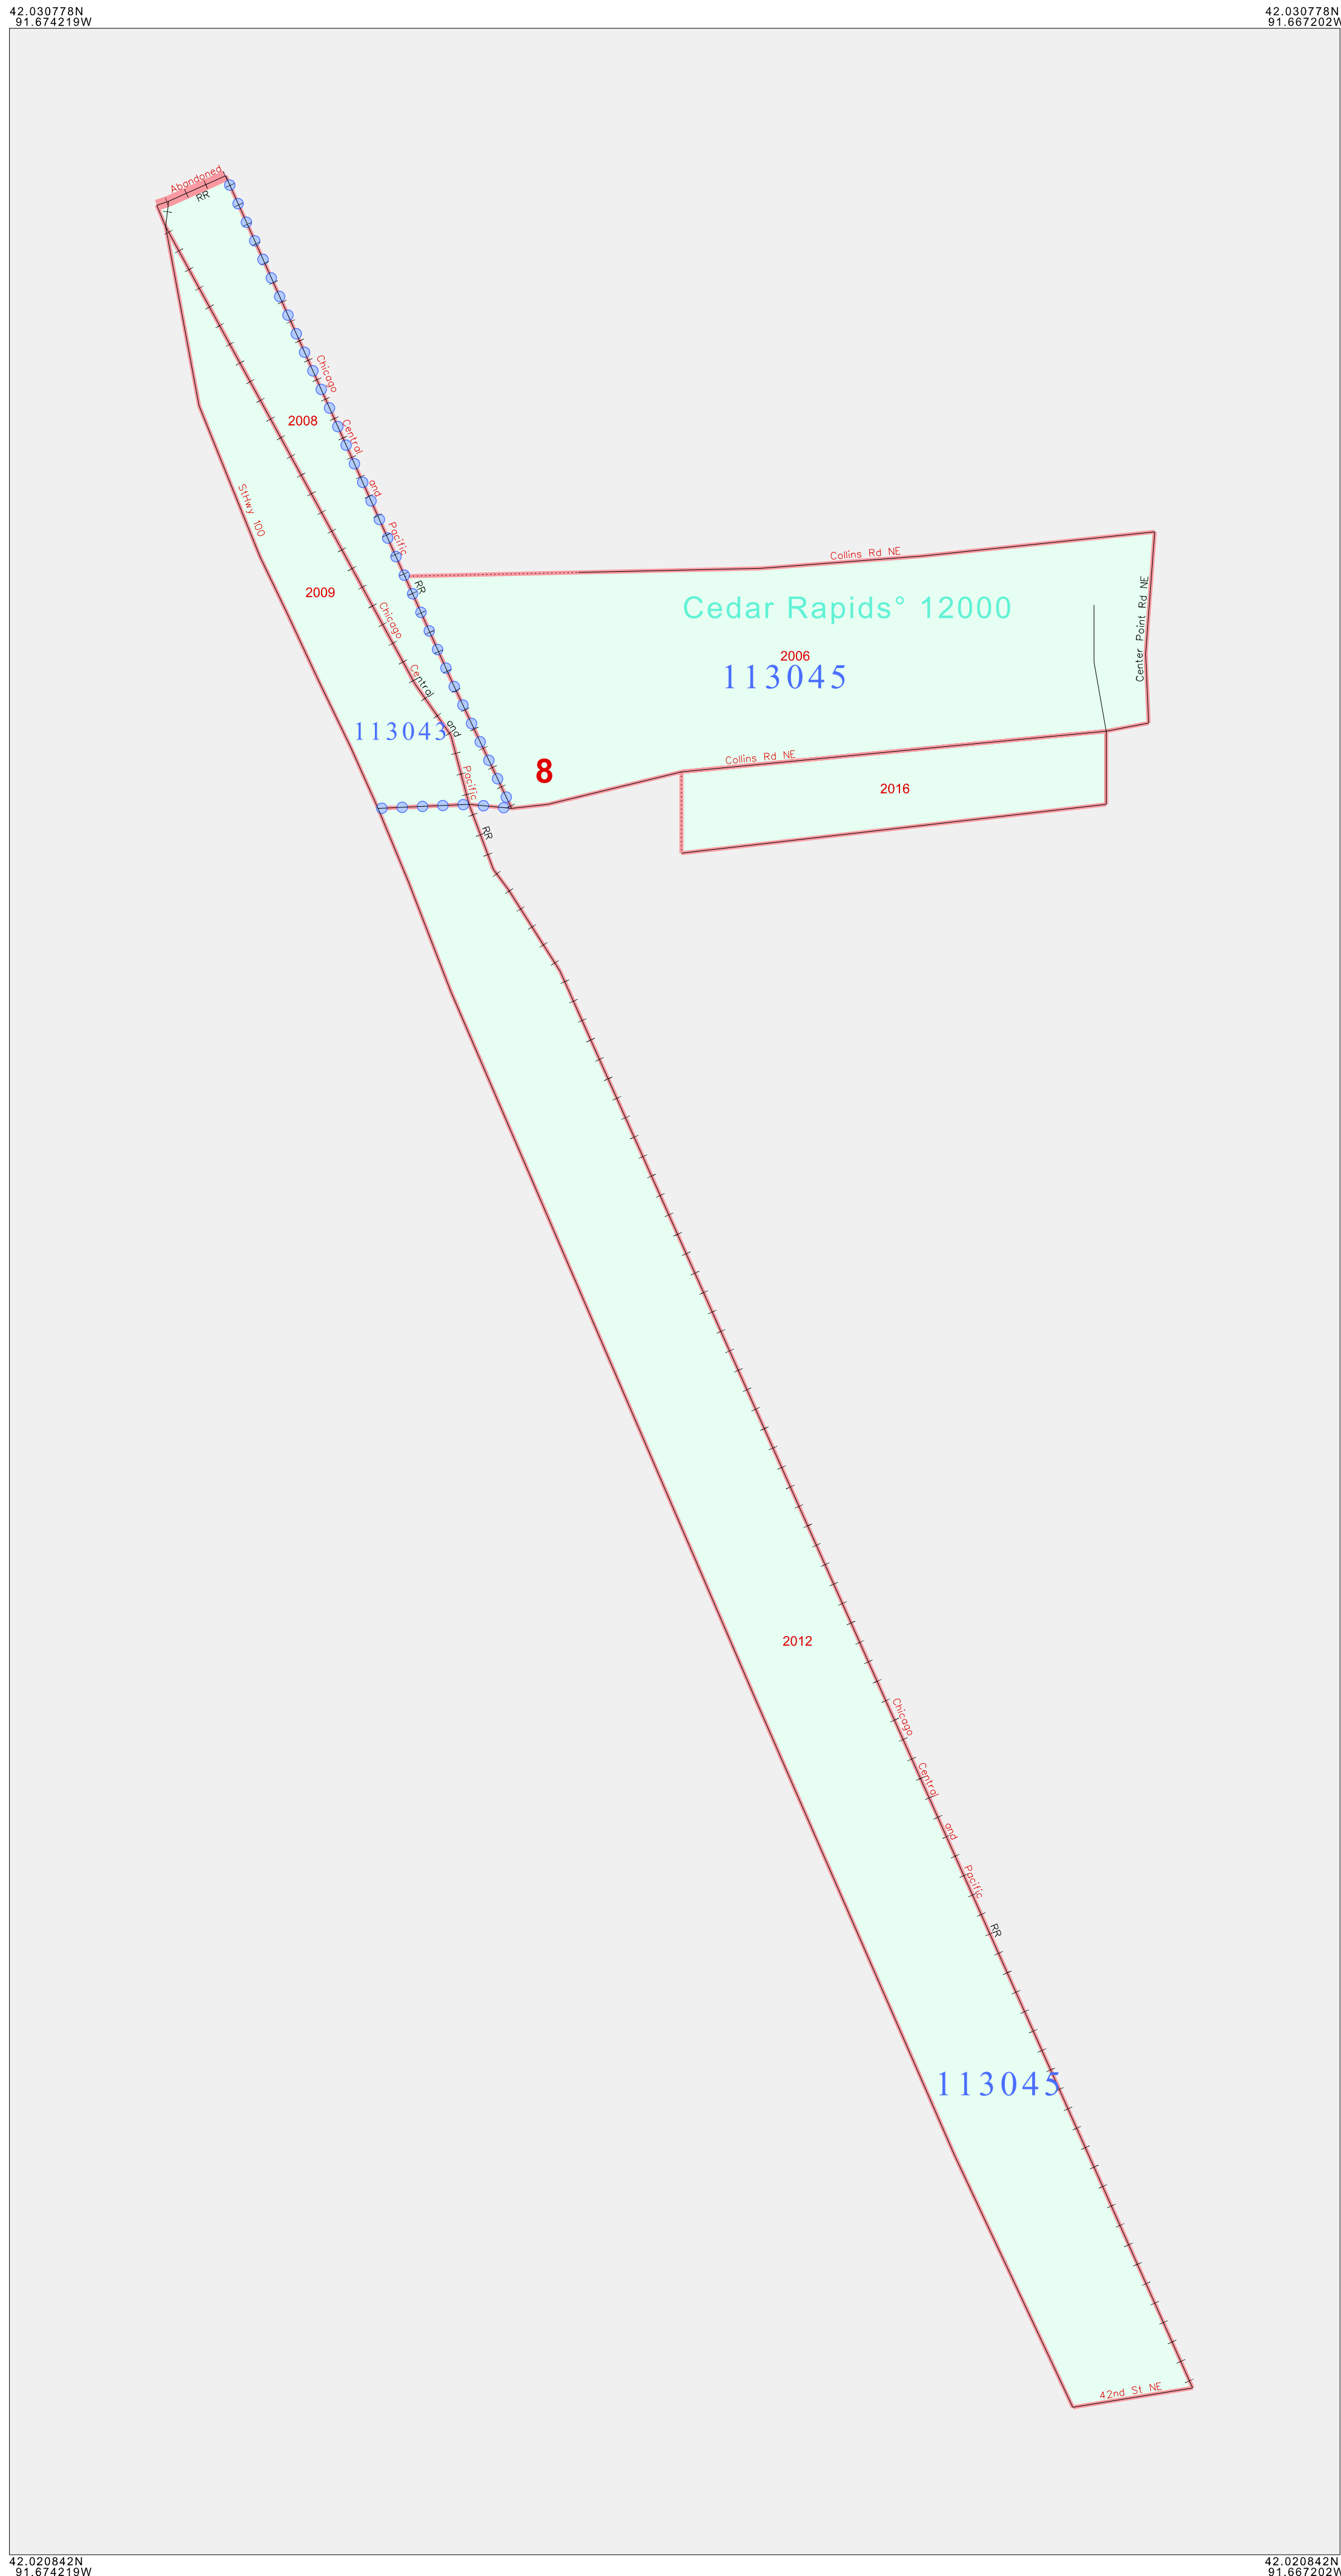 42.030778N
91.674219W
42.030778N
91.667202W
Abandoned
RR
Chicago
Central
and
Pacific
RR
2008
StHwy 100
2009
Chicago
Central
and
Pacific
RR
113043
Collins Rd NE
Cedar Rapids° 12000
2006
113045
Center Point Rd NE
8
Collins Rd NE
2016
2012
Chicago
Central
and
Pacific
RR
113045
42nd St NE
42.020842N
91.674219W
42.020842N
91.667202W